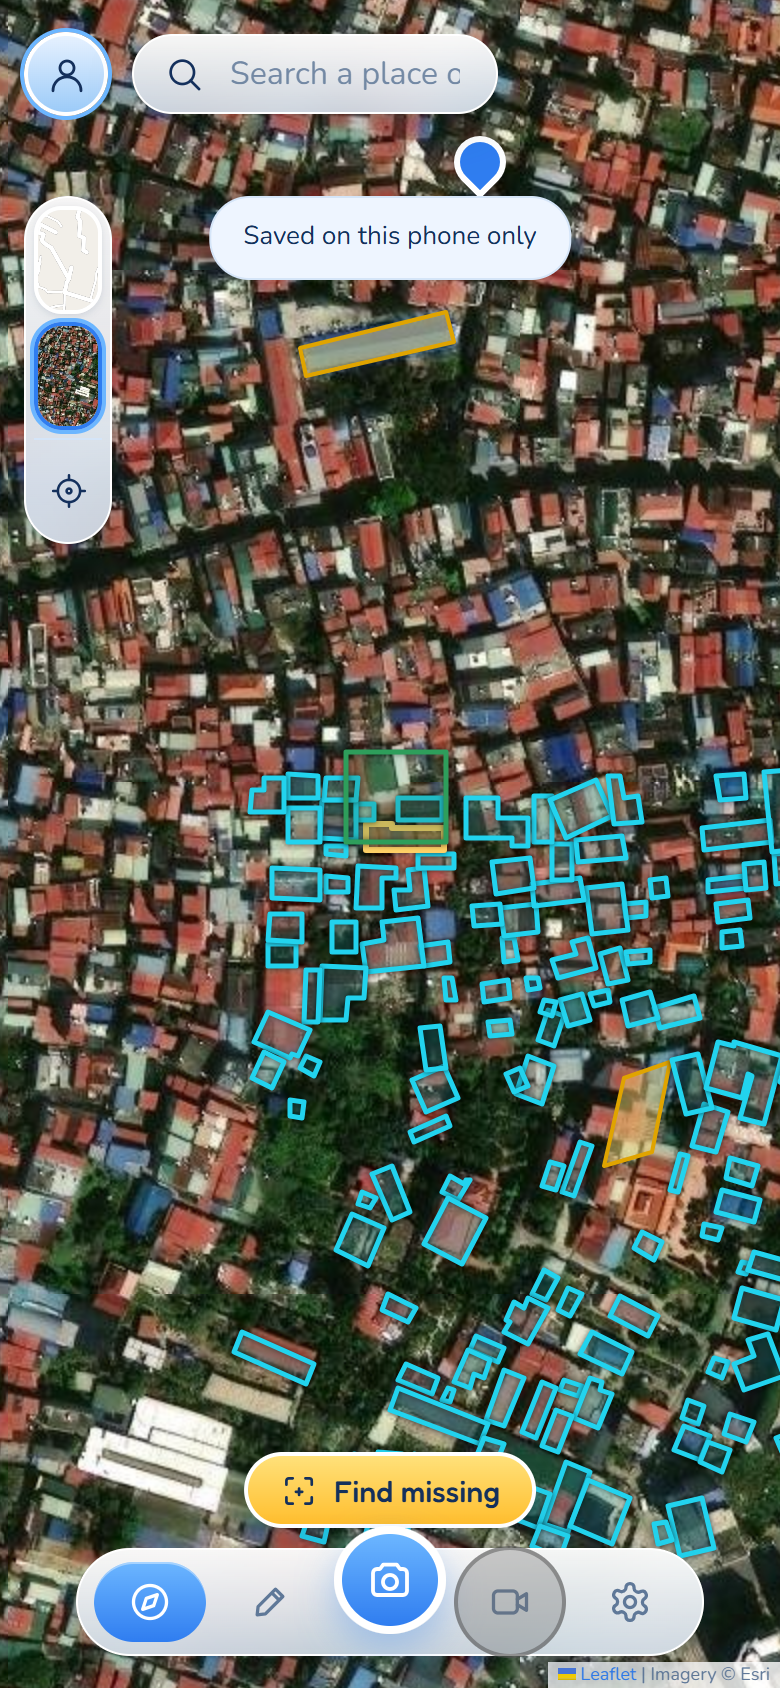 Search a place o
Saved on this phone only
Find missing
Leaflet | Imagery © Esri